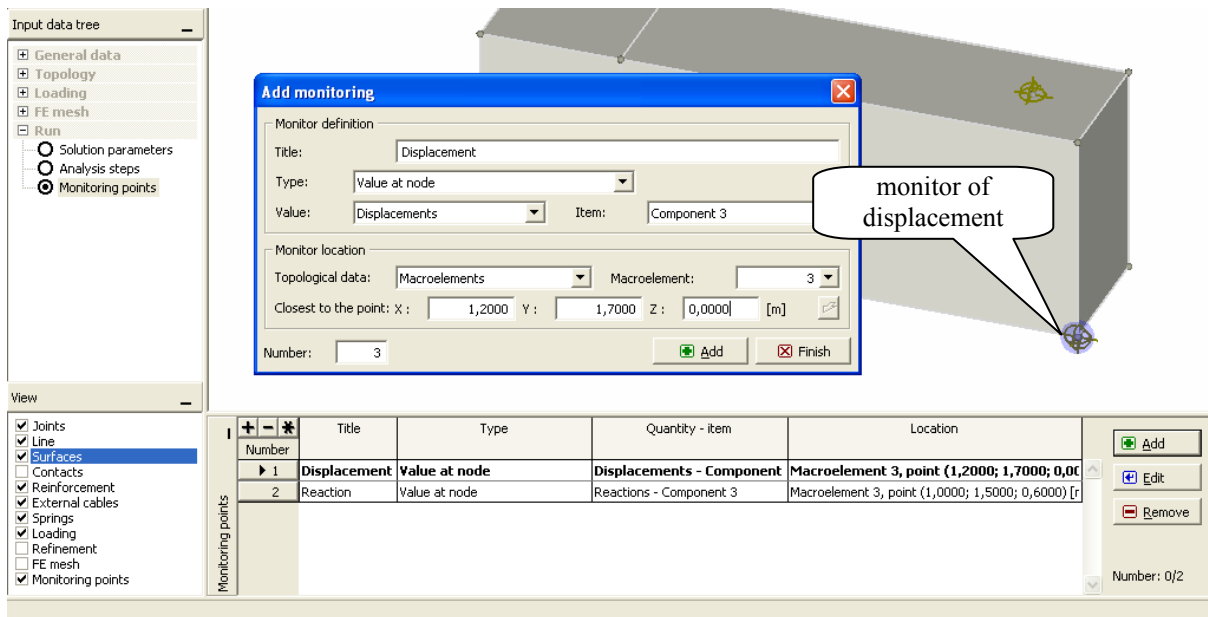 Input data tree
General data
Topology
Loading
FE mesh
Run
Solution parameters
Analysis steps
Monitoring points
Add monitoring
Monitor definition
Title: Displacement
Type: Value at node
Value: Displacements Item: Component 3
Monitor location
Topological data: Macroelements Macroelement: 3
Closest to the point: X : 1,2000 Y : 1,7000 Z : 0,0000 [m]
Number: 3 Add Finish
monitor of
displacement
View
Joints
Line
Surfaces
Contacts
Reinforcement
External cables
Springs
Loading
Refinement
FE mesh
Monitoring points
Monitoring points
Number Title Type Quantity - item Location
1 Displacement Value at node Displacements - Component Macroelement 3, point (1,2000; 1,7000; 0,00
2 Reaction Value at node Reactions - Component 3 Macroelement 3, point (1,0000; 1,5000; 0,6000) [r
Add
Edit
Remove
Number: 0/2